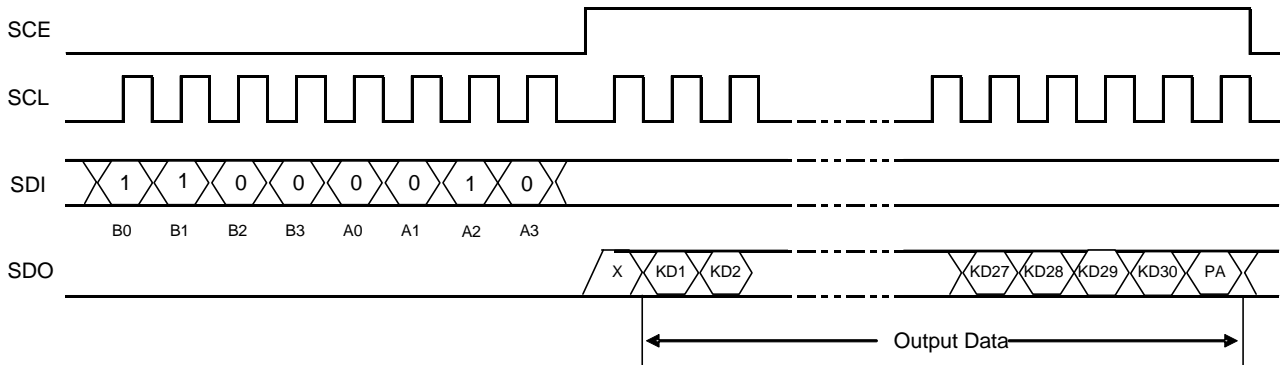 SCE
SCL
SDI 1 1 0 0 0 0 1 0
B0 B1 B2 B3 A0 A1 A2 A3
SDO X KD1 KD2 KD27 KD28 KD29 KD30 PA
Output Data